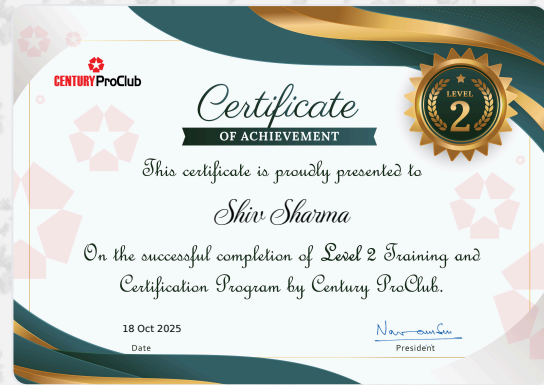 CENTURY ProClub
Certificate
OF ACHIEVEMENT
LEVEL
2
This certificate is proudly presented to
Shiv Sharma
On the successful completion of Level 2 Training and
Certification Program by Century ProClub.
18 Oct 2025
Date
President